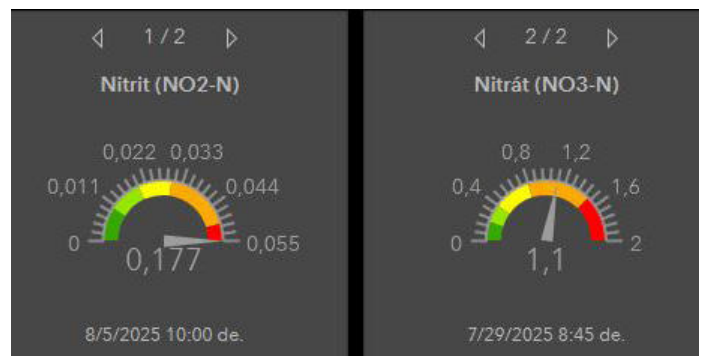 1 / 2
Nitrit (NO2-N)
0,022 0,033
0,011 0,044
0 0,055
0,177
8/5/2025 10:00 de.
2 / 2
Nitrát (NO3-N)
0,8 1,2
0,4 1,6
0 2
1,1
7/29/2025 8:45 de.